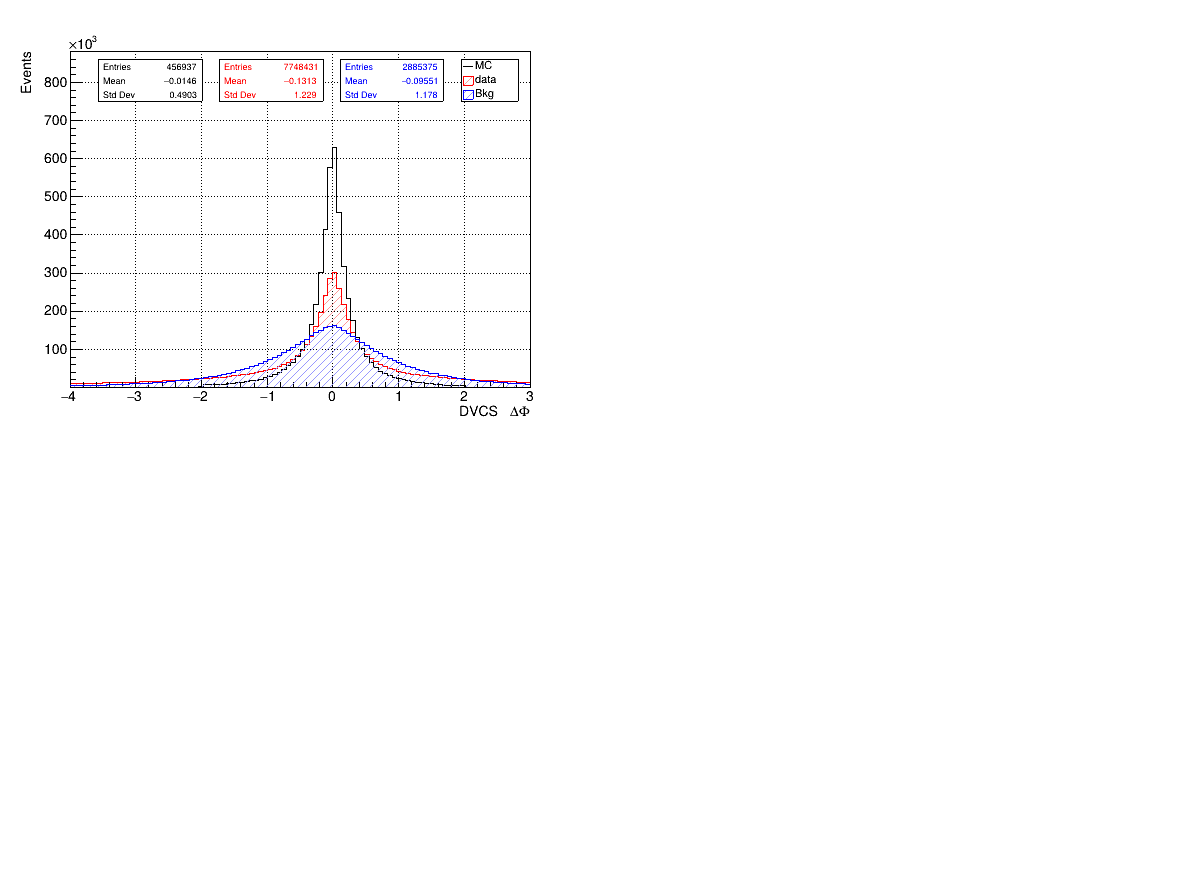 ×10³
Events
Entries 456937
Mean −0.0146
Std Dev 0.4903
Entries 7748431
Mean −0.1313
Std Dev 1.229
Entries 2885375
Mean −0.09551
Std Dev 1.178
MC
data
Bkg
800
700
600
500
400
300
200
100
−4 −3 −2 −1 0 1 2 3
DVCS ΔΦ